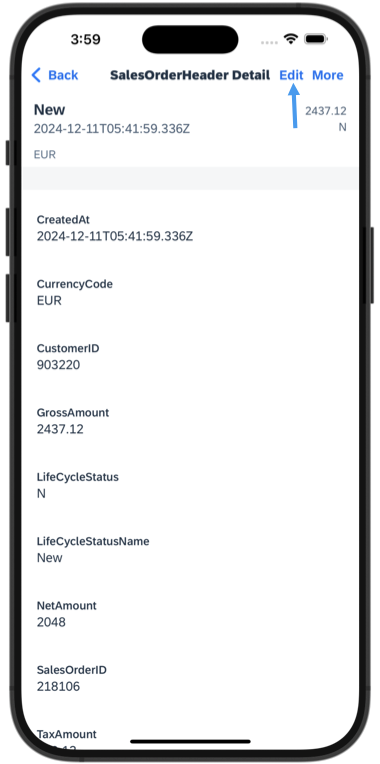 3:59
Back SalesOrderHeader Detail Edit More
New 2437.12
2024-12-11T05:41:59.336Z N
EUR
CreatedAt
2024-12-11T05:41:59.336Z
CurrencyCode
EUR
CustomerID
903220
GrossAmount
2437.12
LifeCycleStatus
N
LifeCycleStatusName
New
NetAmount
2048
SalesOrderID
218106
TaxAmount